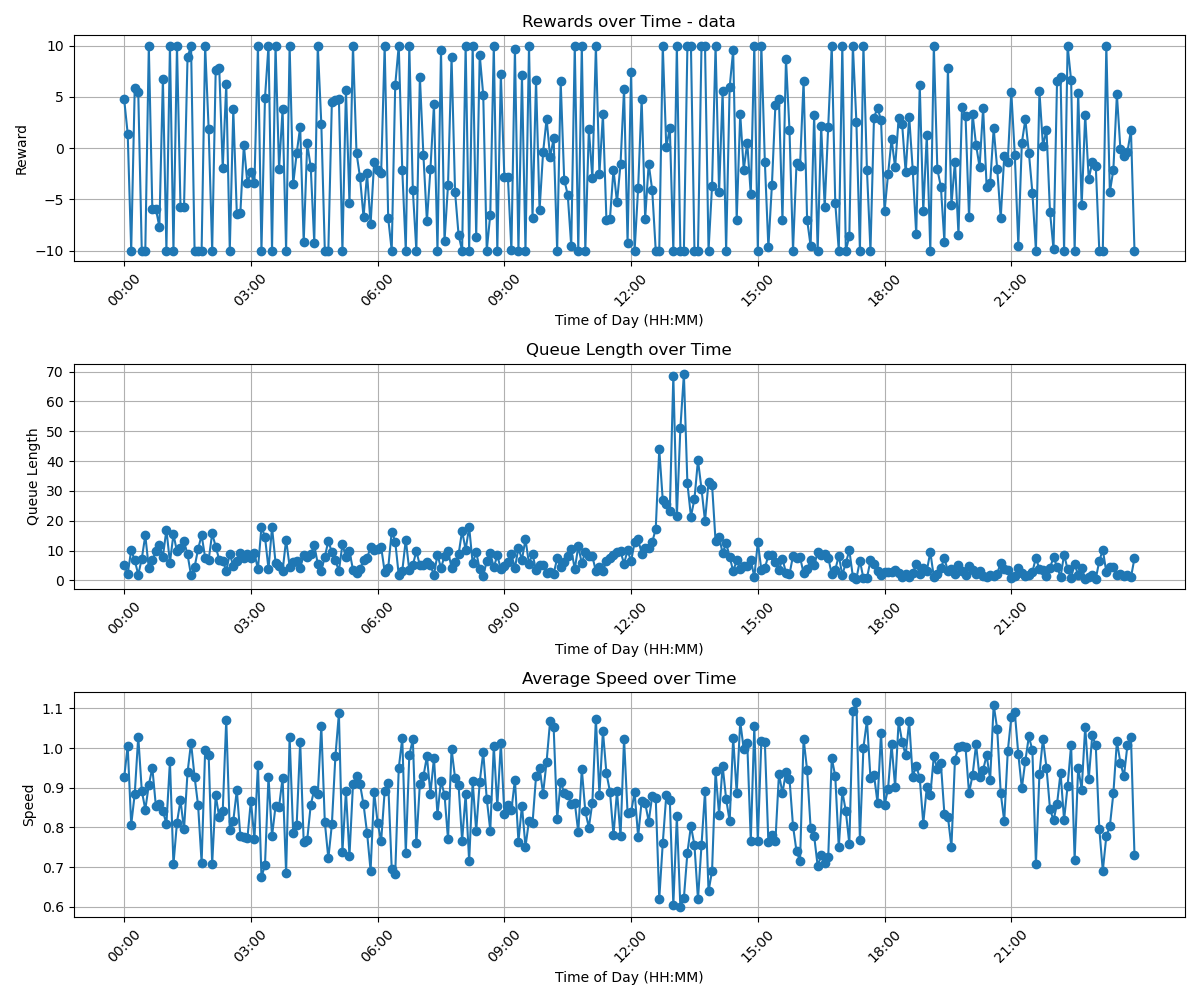 Rewards over Time - data
Reward
10
5
0
−5
−10
00:00 03:00 06:00 09:00 12:00 15:00 18:00 21:00
Time of Day (HH:MM)
Queue Length over Time
Queue Length
70
60
50
40
30
20
10
0
00:00 03:00 06:00 09:00 12:00 15:00 18:00 21:00
Time of Day (HH:MM)
Average Speed over Time
Speed
1.1
1.0
0.9
0.8
0.7
0.6
00:00 03:00 06:00 09:00 12:00 15:00 18:00 21:00
Time of Day (HH:MM)